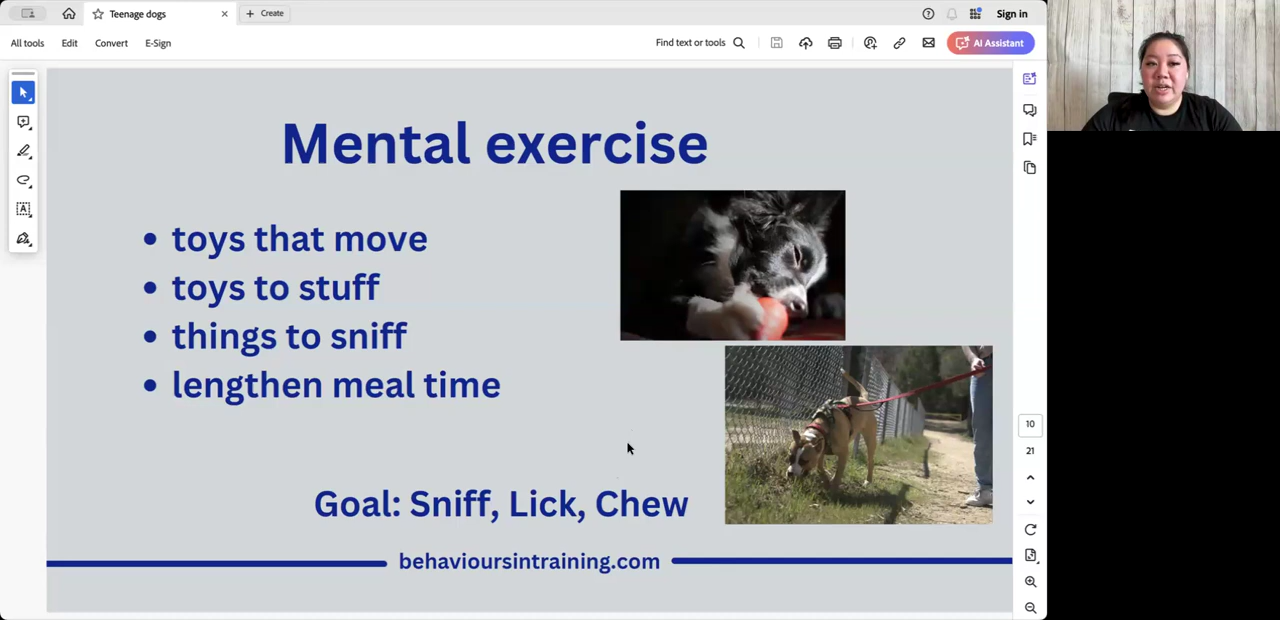 Teenage dogs
Create
Sign in
All tools
Edit
Convert
E-Sign
Find text or tools
AI Assistant
Mental exercise
• toys that move
• toys to stuff
• things to sniff
• lengthen meal time
Goal: Sniff, Lick, Chew
behavioursintraining.com
10
21